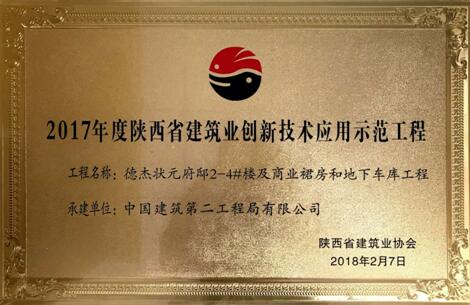 2017年度陕西省建筑业创新技术应用示范工程
工程名称：德杰状元府邸2-4#楼及商业裙房和地下车库工程
承建单位：中国建筑第二工程局有限公司
陕西省建筑业协会
2018年2月7日